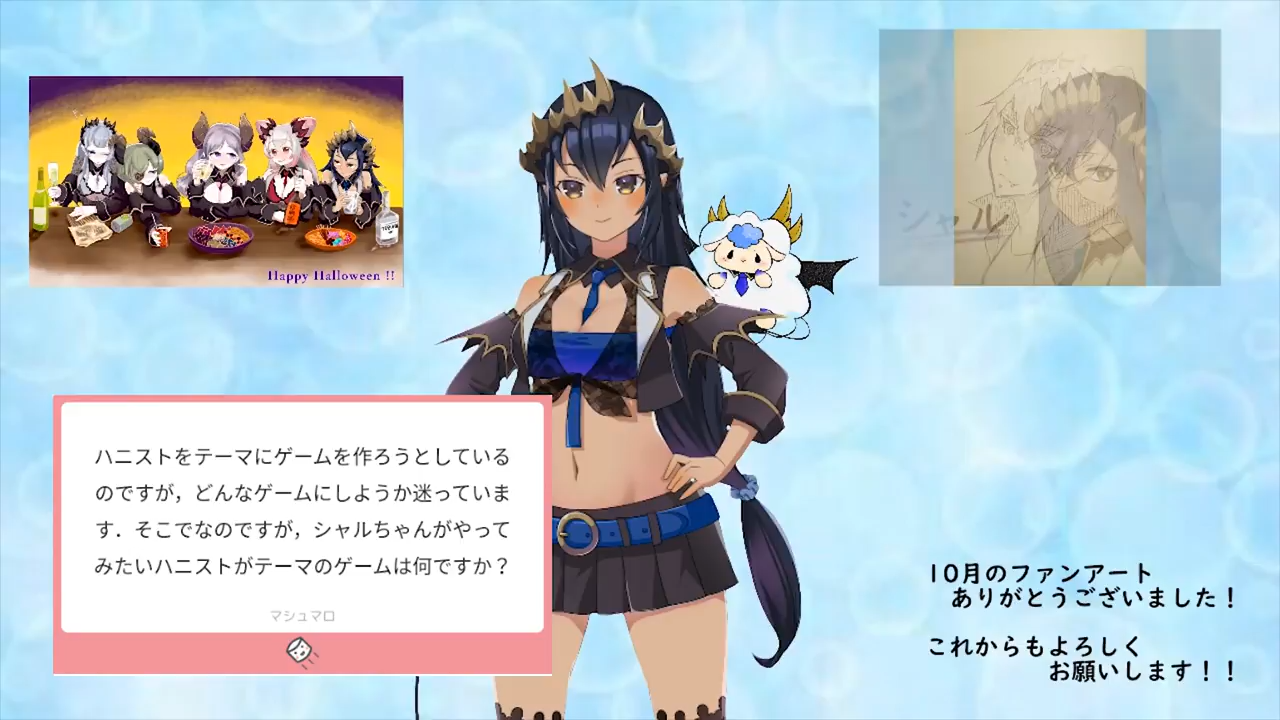 Happy Halloween !!
シャル
ハニストをテーマにゲームを作ろうとしている
のですが，どんなゲームにしようか迷っていま
す．そこでなのですが，シャルちゃんがやって
みたいハニストがテーマのゲームは何ですか？
マシュマロ
10月のファンアート
ありがとうございました！
これからもよろしく
お願いします！！